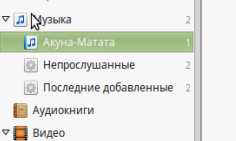 Музыка 2
Акуна-Матата 1
Непрослушанные 2
Последние добавленные 2
Аудиокниги
Видео